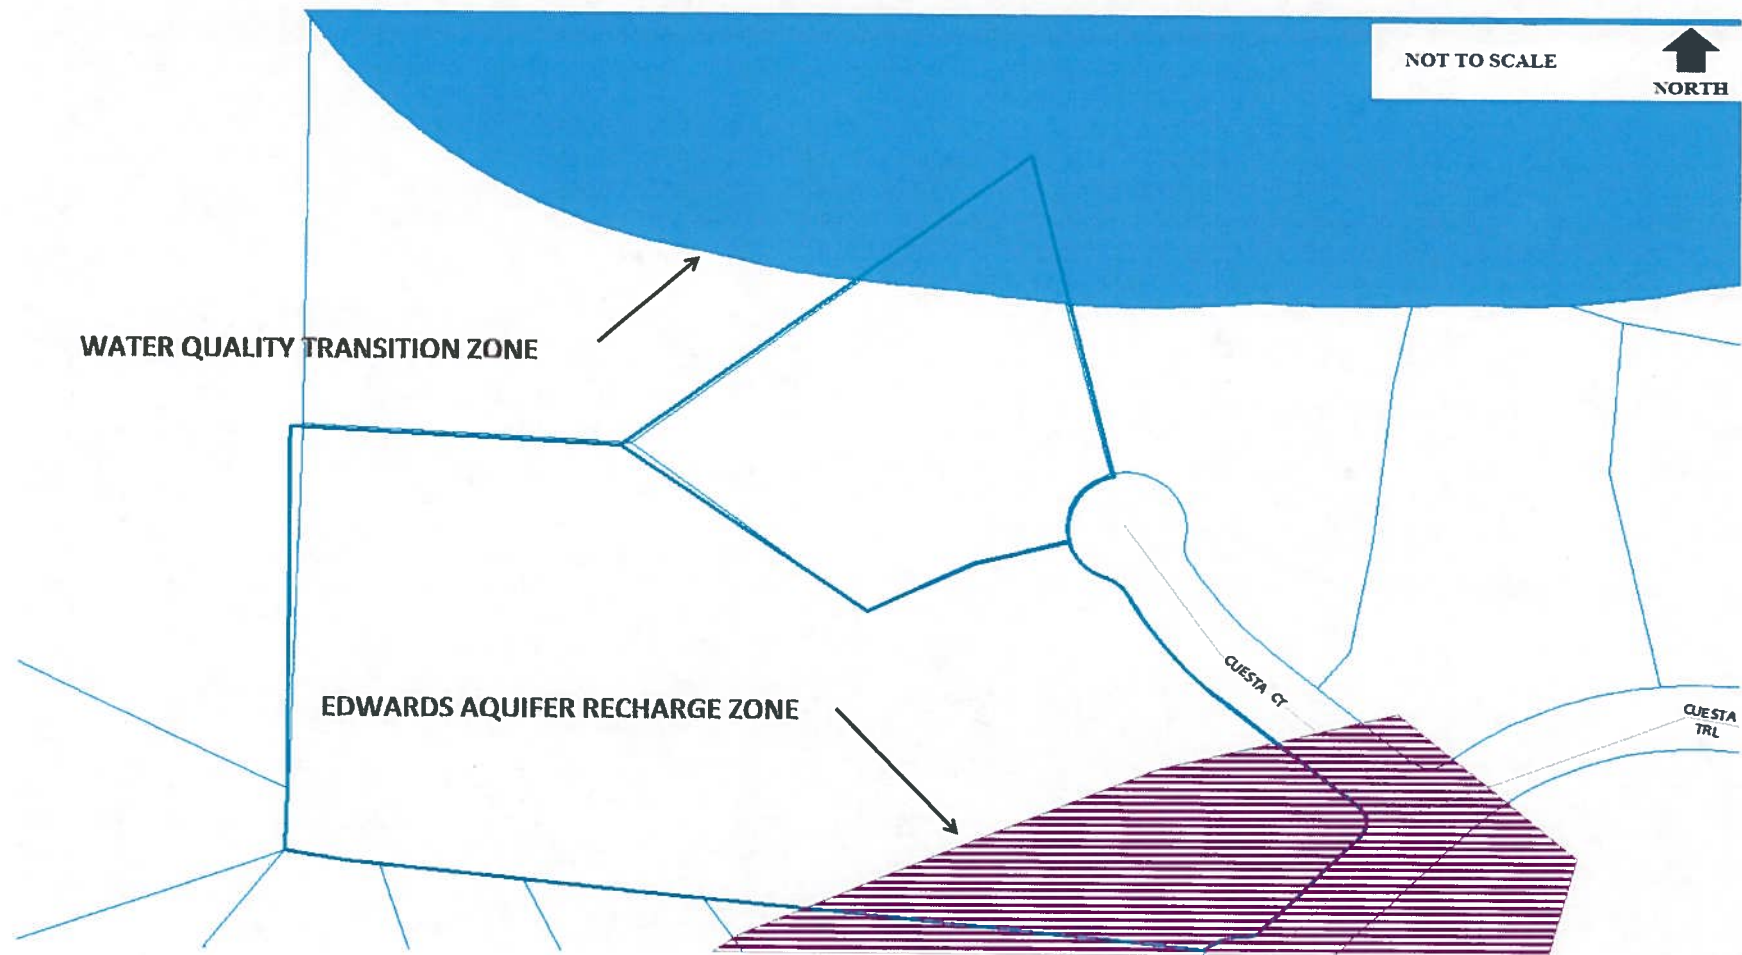 NOT TO SCALE
NORTH
WATER QUALITY TRANSITION ZONE
EDWARDS AQUIFER RECHARGE ZONE
CUESTA CT
CUESTA
TRL